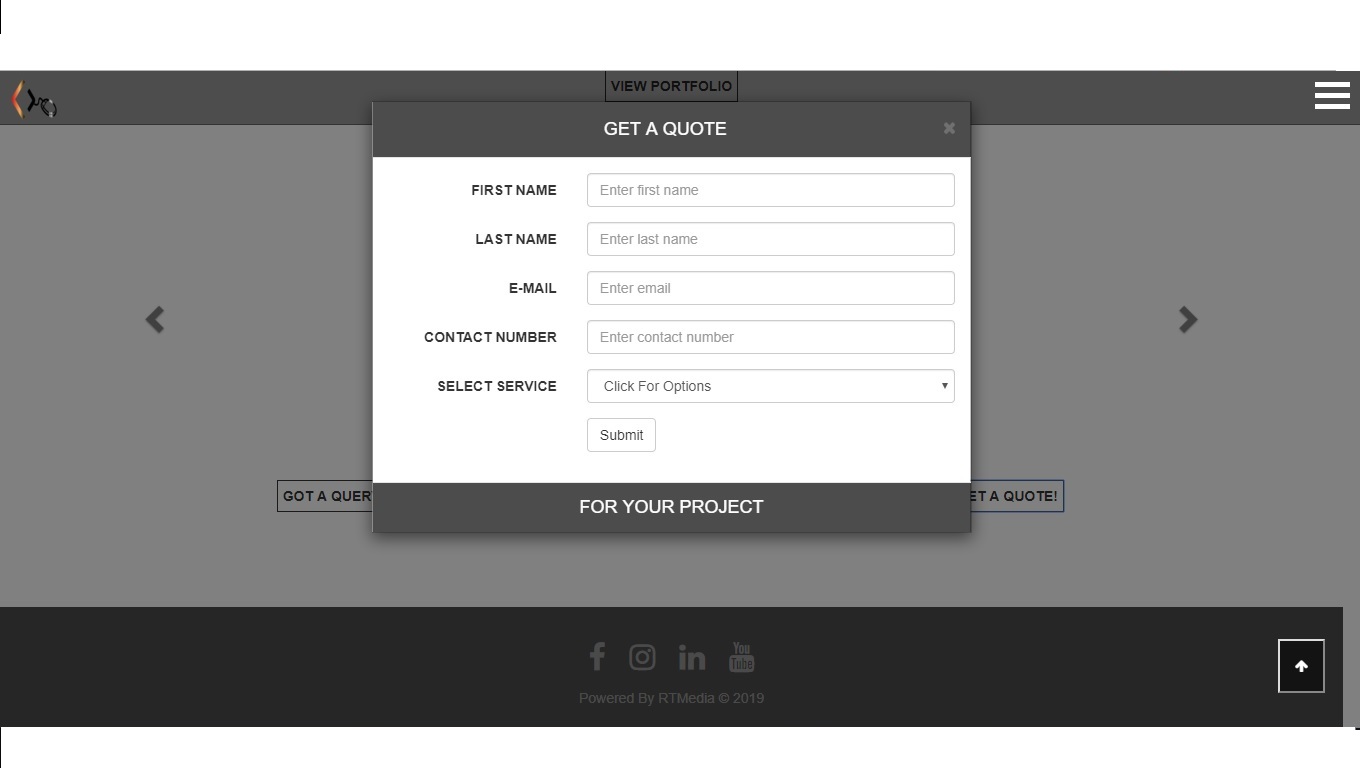 VIEW PORTFOLIO
GET A QUOTE ✖
FIRST NAME Enter first name
LAST NAME Enter last name
E-MAIL Enter email
CONTACT NUMBER Enter contact number
SELECT SERVICE Click For Options
Submit
GOT A QUER
ET A QUOTE!
FOR YOUR PROJECT
You
Tube
Powered By RTMedia © 2019